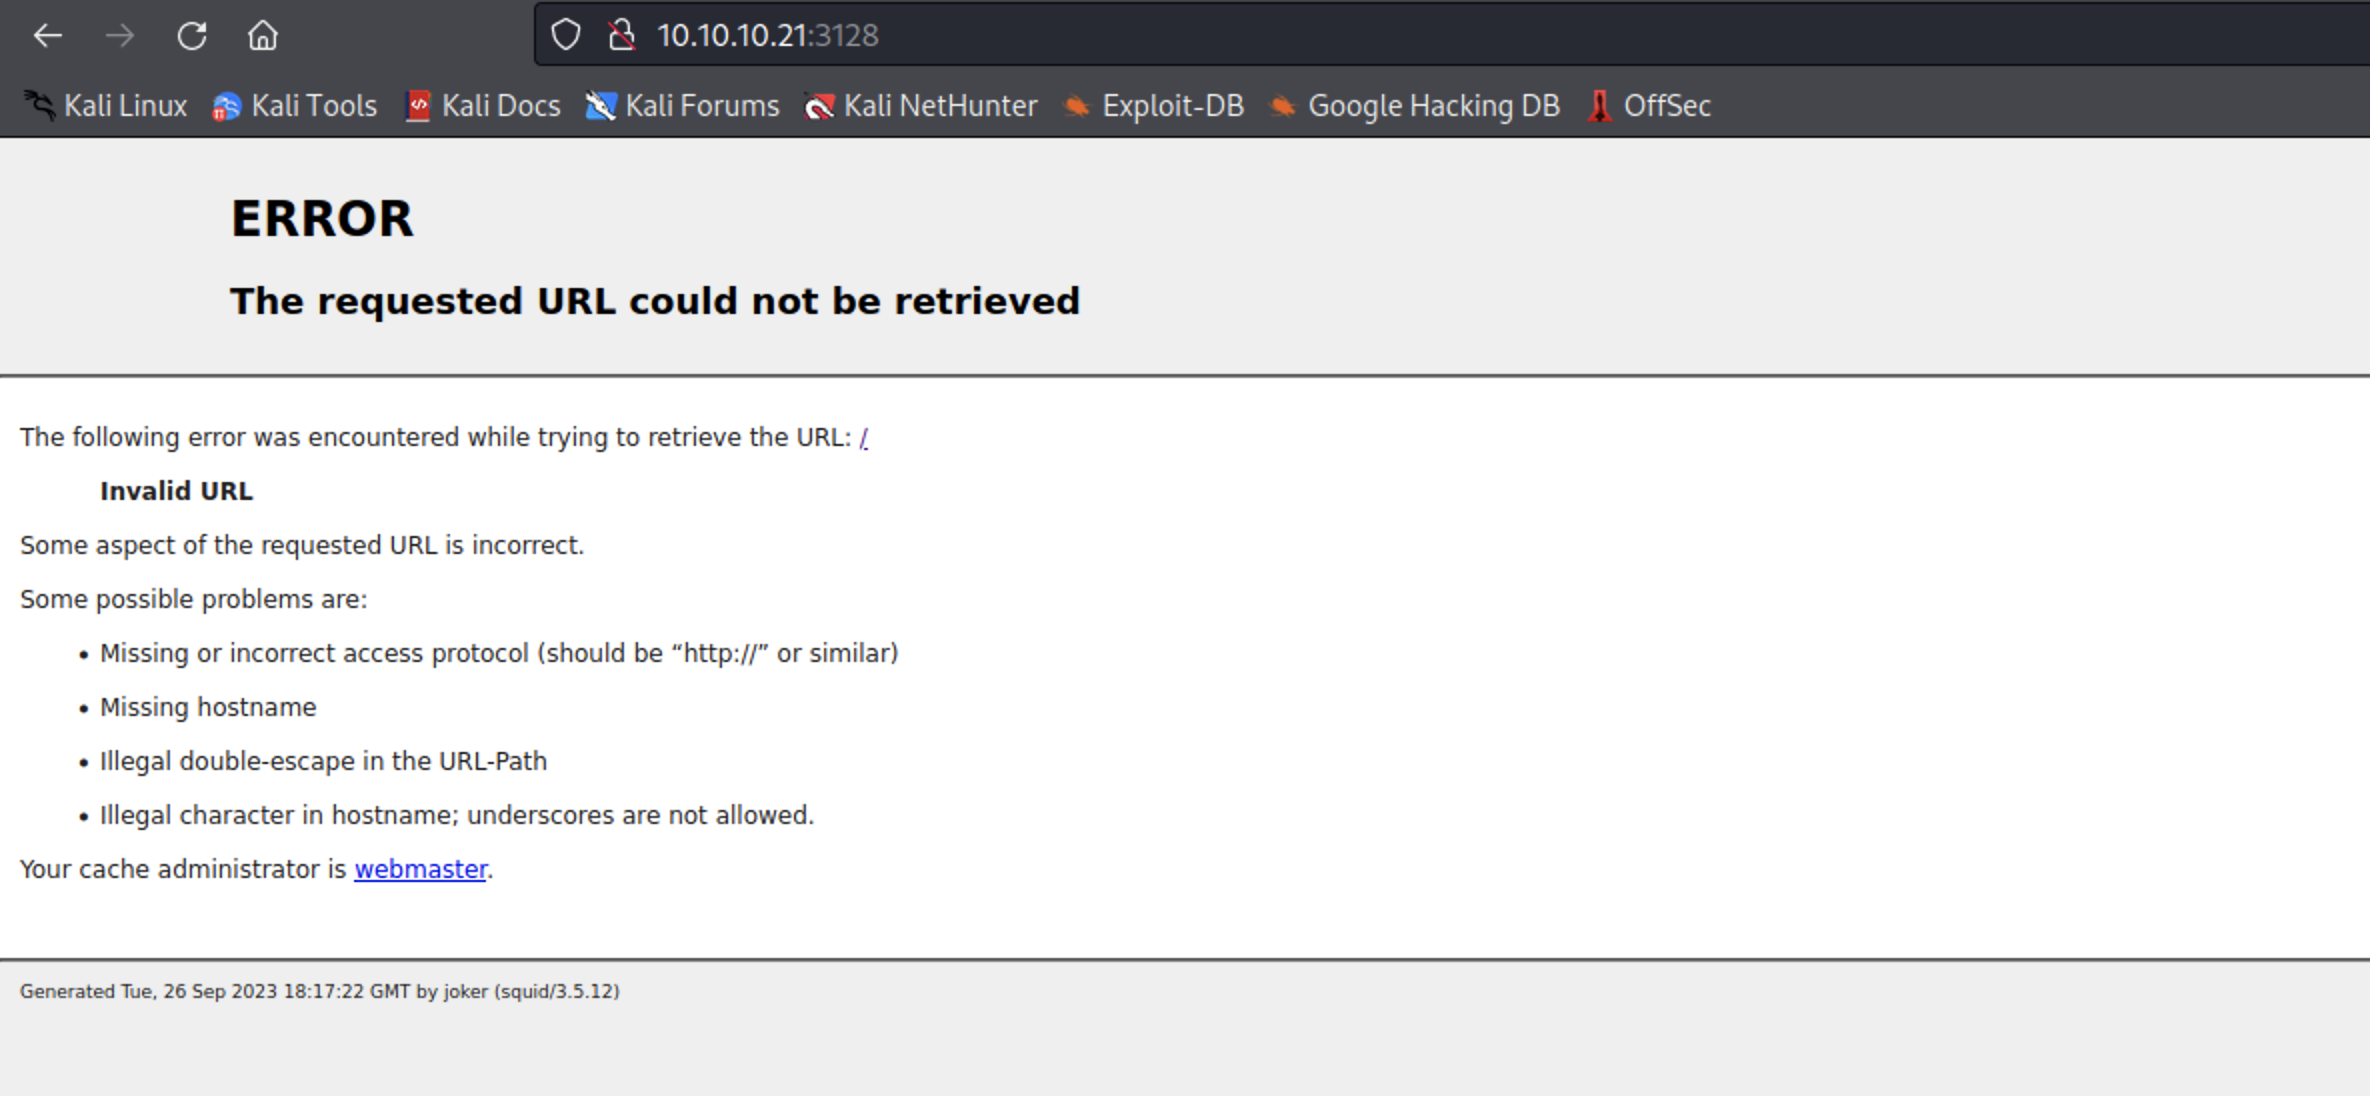 10.10.10.21:3128
Kali Linux Kali Tools Kali Docs Kali Forums Kali NetHunter Exploit-DB Google Hacking DB OffSec
ERROR
The requested URL could not be retrieved
The following error was encountered while trying to retrieve the URL: /
Invalid URL
Some aspect of the requested URL is incorrect.
Some possible problems are:
• Missing or incorrect access protocol (should be “http://” or similar)
• Missing hostname
• Illegal double-escape in the URL-Path
• Illegal character in hostname; underscores are not allowed.
Your cache administrator is webmaster.
Generated Tue, 26 Sep 2023 18:17:22 GMT by joker (squid/3.5.12)